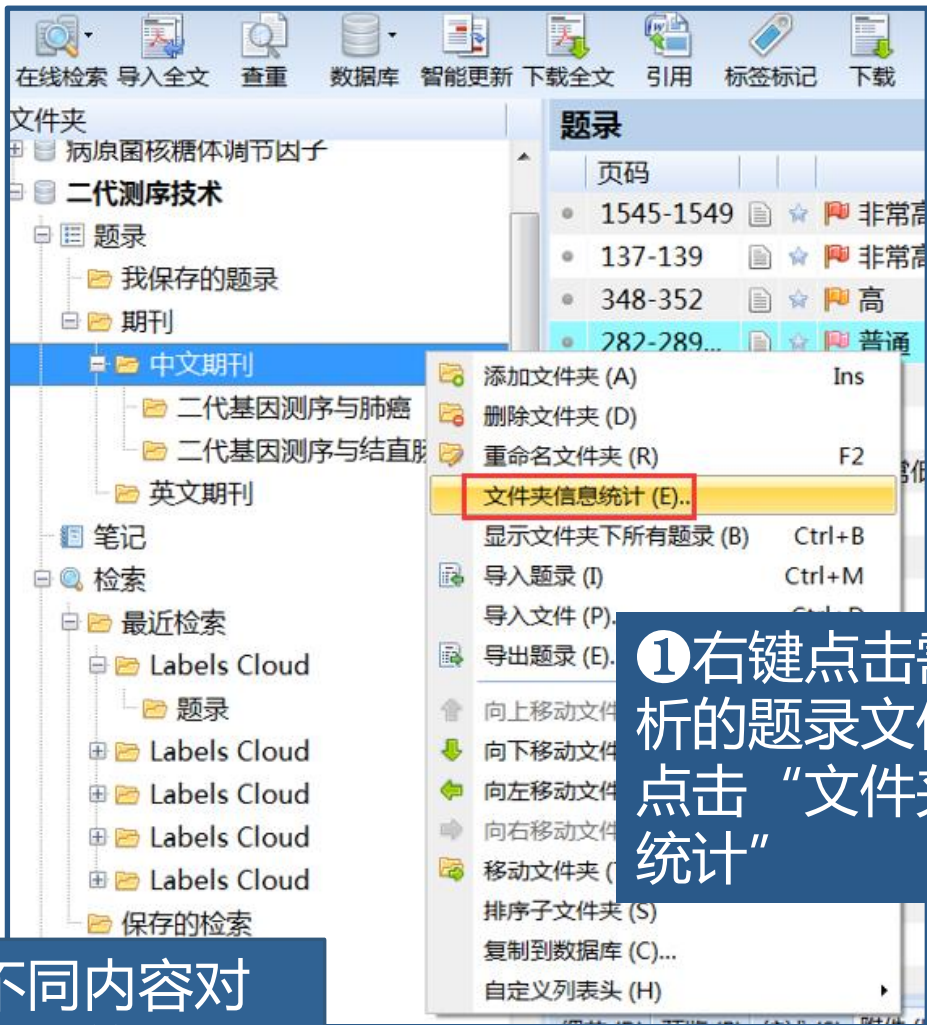 在线检索 导入全文 查重 数据库 智能更新 下载全文 引用 标签标记 下载
文件夹
病原菌核糖体调节因子
二代测序技术
题录
我保存的题录
期刊
中文期刊
二代基因测序与肺癌
二代基因测序与结直
英文期刊
笔记
检索
最近检索
Labels Cloud
题录
Labels Cloud
Labels Cloud
Labels Cloud
Labels Cloud
保存的检索
题录
页码
1545-1549 非常高
137-139 非常高
348-352 高
282-289... 普通
添加文件夹 (A) Ins
删除文件夹 (D)
重命名文件夹 (R) F2
文件夹信息统计 (E)..
显示文件夹下所有题录 (B) Ctrl+B
导入题录 (I) Ctrl+M
导入文件 (P).
导出题录 (E).
向上移动文件
向下移动文件
向左移动文件
向右移动文件
移动文件夹 (
排序子文件夹 (S)
复制到数据库 (C)...
自定义列表头 (H)
❶右键点击
析的题录文
点击“文件
统计”
不同内容对